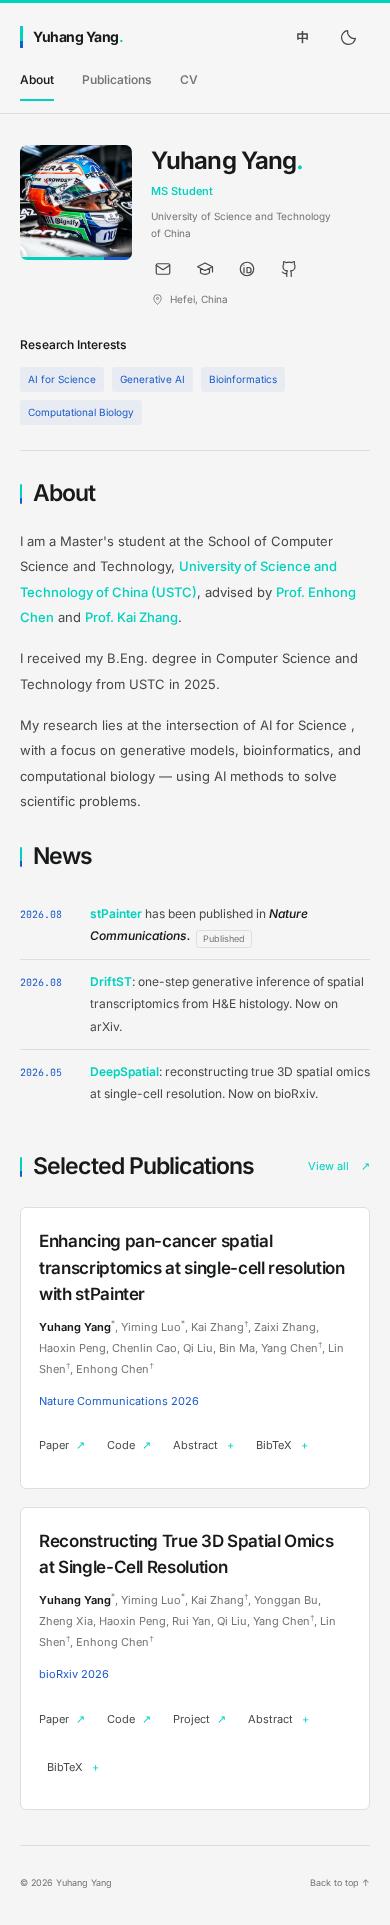 Yuhang Yang.
中
About
Publications
CV
Yuhang Yang.
MS Student
University of Science and Technology
of China
iD
Hefei, China
Research Interests
AI for Science
Generative AI
Bioinformatics
Computational Biology
About
I am a Master's student at the School of Computer
Science and Technology, University of Science and
Technology of China (USTC), advised by Prof. Enhong
Chen and Prof. Kai Zhang.
I received my B.Eng. degree in Computer Science and
Technology from USTC in 2025.
My research lies at the intersection of AI for Science ,
with a focus on generative models, bioinformatics, and
computational biology — using AI methods to solve
scientific problems.
News
2026.08
stPainter has been published in Nature
Communications. Published
2026.08
DriftST: one-step generative inference of spatial
transcriptomics from H&E histology. Now on
arXiv.
2026.05
DeepSpatial: reconstructing true 3D spatial omics
at single-cell resolution. Now on bioRxiv.
Selected Publications
View all ↗
Enhancing pan-cancer spatial
transcriptomics at single-cell resolution
with stPainter
Yuhang Yang*, Yiming Luo*, Kai Zhang†, Zaixi Zhang,
Haoxin Peng, Chenlin Cao, Qi Liu, Bin Ma, Yang Chen†, Lin
Shen†, Enhong Chen†
Nature Communications 2026
Paper ↗ Code ↗ Abstract + BibTeX +
Reconstructing True 3D Spatial Omics
at Single-Cell Resolution
Yuhang Yang*, Yiming Luo*, Kai Zhang†, Yonggan Bu,
Zheng Xia, Haoxin Peng, Rui Yan, Qi Liu, Yang Chen†, Lin
Shen†, Enhong Chen†
bioRxiv 2026
Paper ↗ Code ↗ Project ↗ Abstract +
BibTeX +
© 2026 Yuhang Yang
Back to top ↑